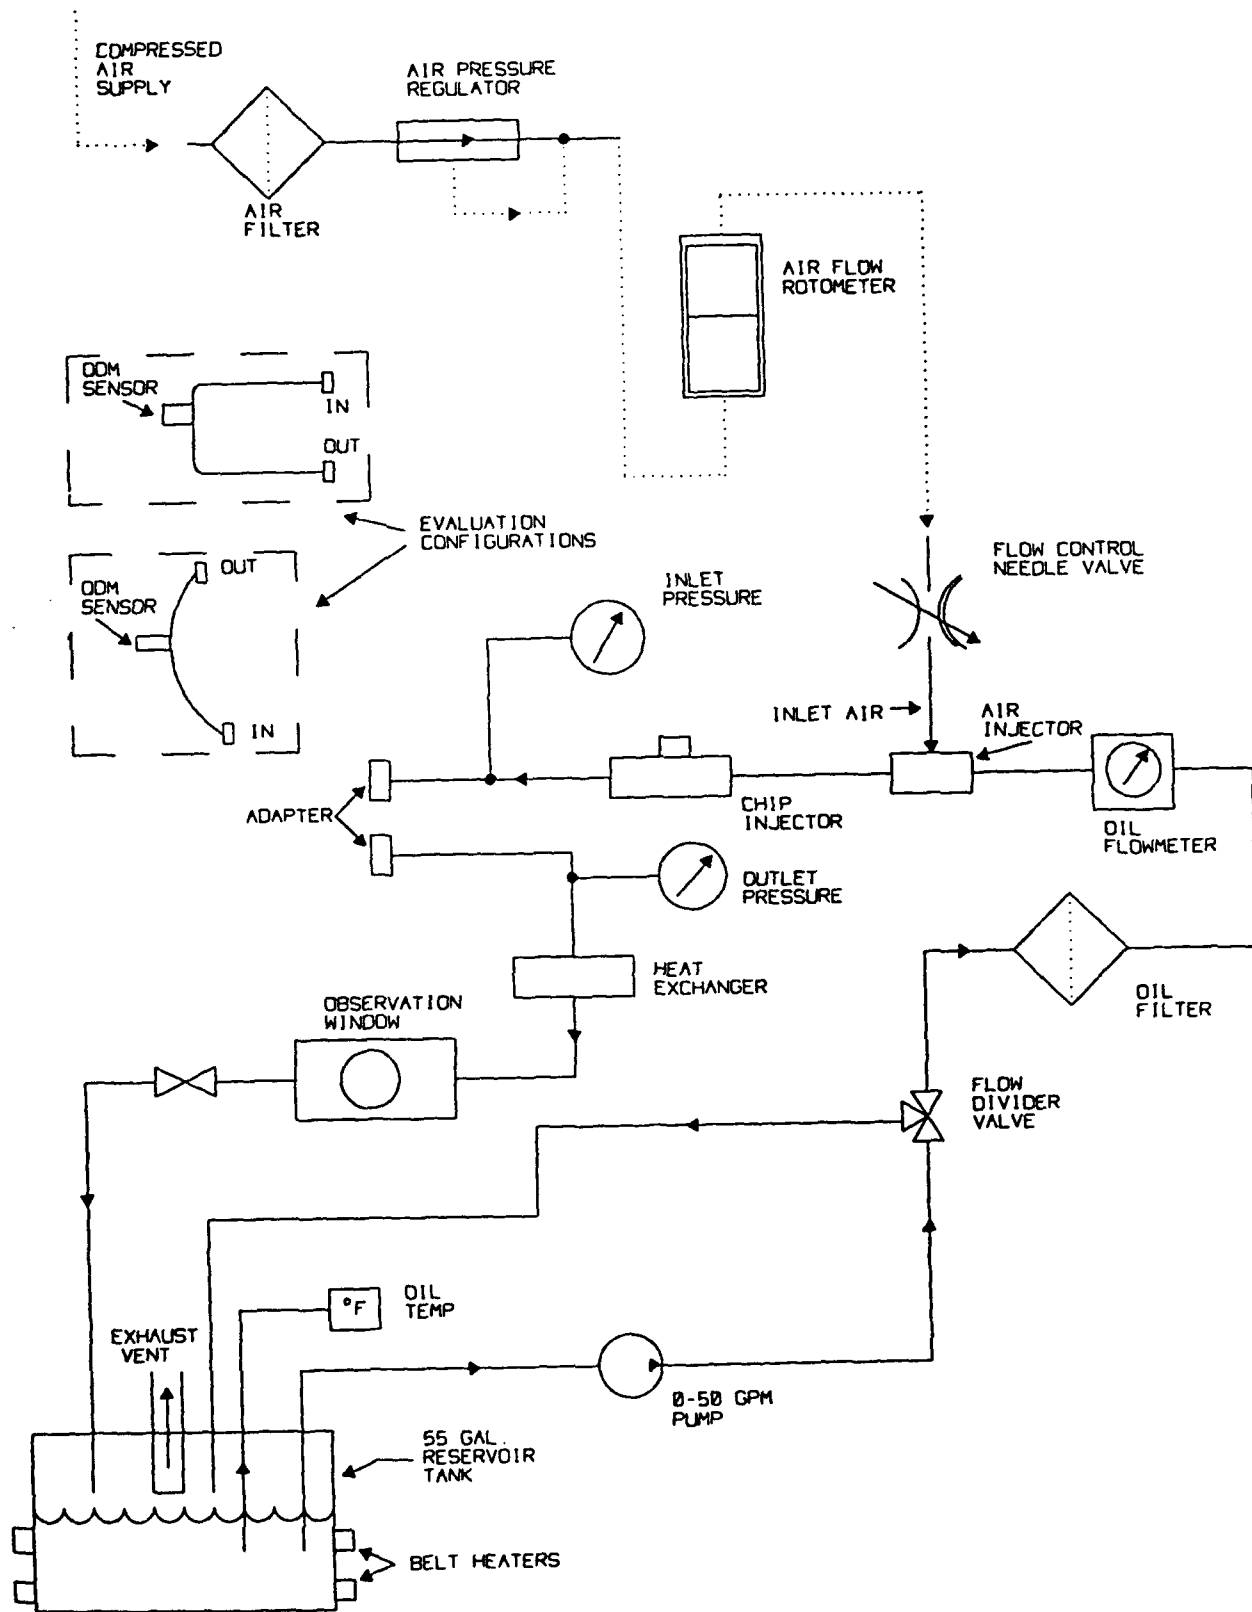 COMPRESSED
AIR
SUPPLY
AIR PRESSURE
REGULATOR
AIR
FILTER
AIR FLOW
ROTOMETER
ODM
SENSOR
IN
OUT
EVALUATION
CONFIGURATIONS
OUT
ODM
SENSOR
IN
INLET
PRESSURE
FLOW CONTROL
NEEDLE VALVE
INLET AIR
AIR
INJECTOR
ADAPTER
CHIP
INJECTOR
OIL
FLOWMETER
OUTLET
PRESSURE
HEAT
EXCHANGER
OIL
FILTER
OBSERVATION
WINDOW
FLOW
DIVIDER
VALVE
°F
OIL
TEMP
EXHAUST
VENT
0-50 GPM
PUMP
55 GAL.
RESERVOIR
TANK
BELT HEATERS